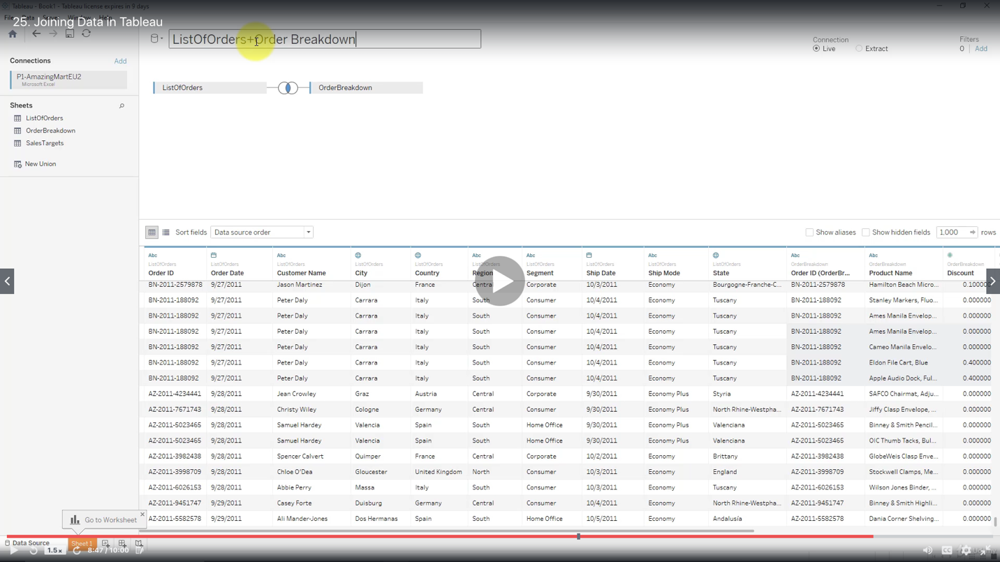 Tableau - Book1 - Tableau license expires in 9 days
File Data Server Window Help
25. Joining Data in Tableau
ListOfOrders+Order Breakdown
Connection
Live Extract
Filters
0 Add
Connections Add
P1-AmazingMartEU2
Microsoft Excel
Sheets
ListOfOrders
OrderBreakdown
SalesTargets
New Union
ListOfOrders OrderBreakdown
Sort fields Data source order Show aliases Show hidden fields 1,000 rows
Abc Abc Abc Abc Abc Abc Abc #
ListOfOrders ListOfOrders ListOfOrders ListOfOrders ListOfOrders ListOfOrders ListOfOrders ListOfOrders ListOfOrders ListOfOrders OrderBreakdown OrderBreakdown OrderBreakdown
Order ID Order Date Customer Name City Country Region Segment Ship Date Ship Mode State Order ID (OrderBr... Product Name Discount
BN-2011-2579878 9/27/2011 Jason Martinez Dijon France Central Corporate 10/3/2011 Economy Bourgogne-Franche-C... BN-2011-2579878 Hamilton Beach Micro... 0.100000
BN-2011-188092 9/27/2011 Peter Daly Carrara Italy South Consumer 10/4/2011 Economy Tuscany BN-2011-188092 Stanley Markers, Fluo... 0.000000
BN-2011-188092 9/27/2011 Peter Daly Carrara Italy South Consumer 10/4/2011 Economy Tuscany BN-2011-188092 Ames Manila Envelop... 0.000000
BN-2011-188092 9/27/2011 Peter Daly Carrara Italy South Consumer 10/4/2011 Economy Tuscany BN-2011-188092 Ames Manila Envelop... 0.000000
BN-2011-188092 9/27/2011 Peter Daly Carrara Italy South Consumer 10/4/2011 Economy Tuscany BN-2011-188092 Cameo Manila Envelo... 0.000000
BN-2011-188092 9/27/2011 Peter Daly Carrara Italy South Consumer 10/4/2011 Economy Tuscany BN-2011-188092 Eldon File Cart, Blue 0.400000
BN-2011-188092 9/27/2011 Peter Daly Carrara Italy South Consumer 10/4/2011 Economy Tuscany BN-2011-188092 Apple Audio Dock, Ful... 0.400000
AZ-2011-4234441 9/28/2011 Jean Crowley Graz Austria Central Corporate 9/30/2011 Economy Plus Styria AZ-2011-4234441 SAFCO Chairmat, Adju... 0.000000
AZ-2011-7671743 9/28/2011 Christy Wiley Cologne Germany Central Consumer 9/30/2011 Economy Plus North Rhine-Westpha... AZ-2011-7671743 Jiffy Clasp Envelope, ... 0.000000
AZ-2011-5023465 9/28/2011 Samuel Hardey Valencia Spain South Home Office 9/30/2011 Economy Plus Valenciana AZ-2011-5023465 Binney & Smith Pencil... 0.000000
AZ-2011-5023465 9/28/2011 Samuel Hardey Valencia Spain South Home Office 9/30/2011 Economy Plus Valenciana AZ-2011-5023465 OIC Thumb Tacks, Bul... 0.000000
AZ-2011-3982438 9/28/2011 Spencer Calvert Quimper France Central Corporate 10/2/2011 Economy Brittany AZ-2011-3982438 GlobeWeis Clasp Enve... 0.000000
AZ-2011-3998709 9/28/2011 Chloe O'Dea Gloucester United Kingdom North Consumer 10/3/2011 Economy England AZ-2011-3998709 Stockwell Clamps, Me... 0.000000
AZ-2011-6026153 9/28/2011 Abbie Perry Massa Italy South Consumer 10/3/2011 Economy Tuscany AZ-2011-6026153 Wilson Jones Binder, ... 0.000000
AZ-2011-9451747 9/29/2011 Casey Forte Duisburg Germany Central Consumer 10/4/2011 Economy North Rhine-Westpha... AZ-2011-9451747 Binney & Smith Highli... 0.000000
AZ-2011-5582578 9/29/2011 Ali Mander-Jones Dos Hermanas Spain South Home Office 10/5/2011 Economy Andalusía AZ-2011-5582578 Dania Corner Shelving... 0.000000
Go to Worksheet
Data Source Sheet 1
1.5x 8:47 / 10:00 CC